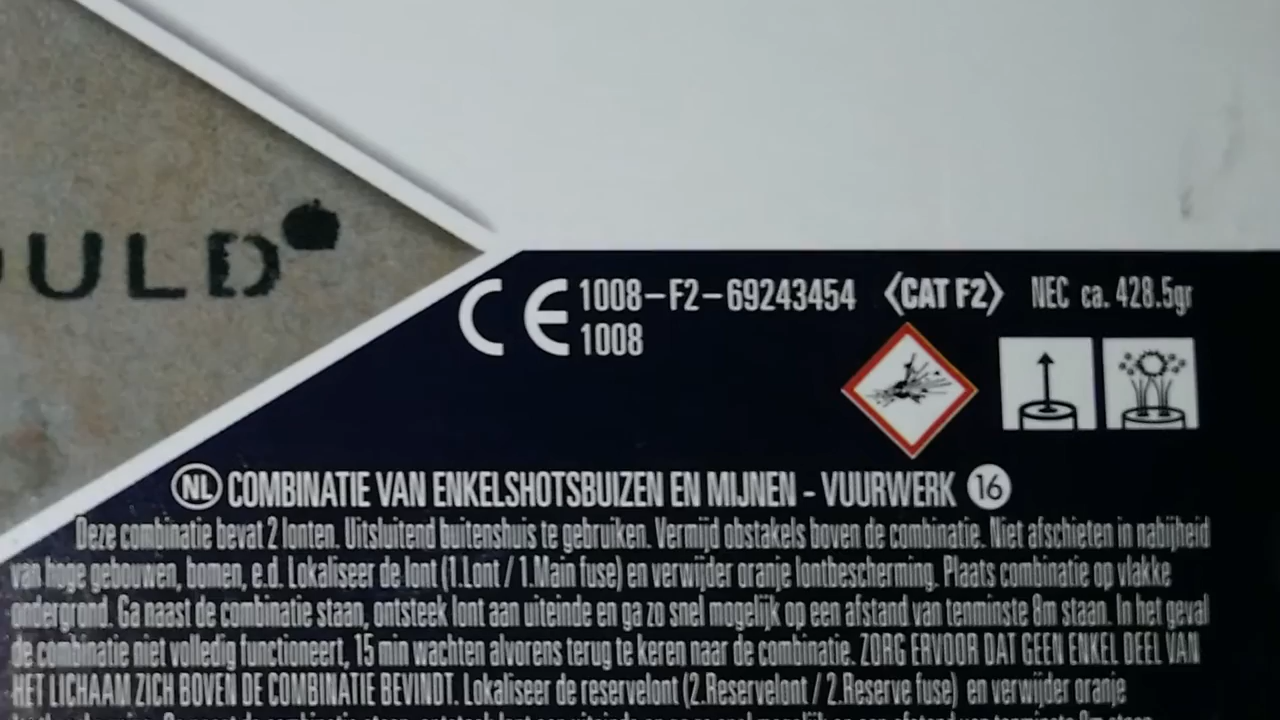 ULD
CE 1008-F2-69243454 <CAT F2> NEC ca. 428.5gr
1008
NL COMBINATIE VAN ENKELSHOTSBUIZEN EN MIJNEN - VUURWERK 16
Deze combinatie bevat 2 lonten. Uitsluitend buitenshuis te gebruiken. Vermijd obstakels boven de combinatie. Niet afschieten in nabijheid
van hoge gebouwen, bomen, e.d. Lokaliseer de lont (1.Lont / 1.Main fuse) en verwijder oranje lontbescherming. Plaats combinatie op vlakke
ondergrond. Ga naast de combinatie staan, ontsteek lont aan uiteinde en ga zo snel mogelijk op een afstand van tenminste 8m staan. In het geval
de combinatie niet volledig functioneert, 15 min wachten alvorens terug te keren naar de combinatie. ZORG ERVOOR DAT GEEN ENKEL DEEL VAN
HET LICHAAM ZICH BOVEN DE COMBINATIE BEVINDT. Lokaliseer de reservelont (2.Reservelont / 2.Reserve fuse) en verwijder oranje